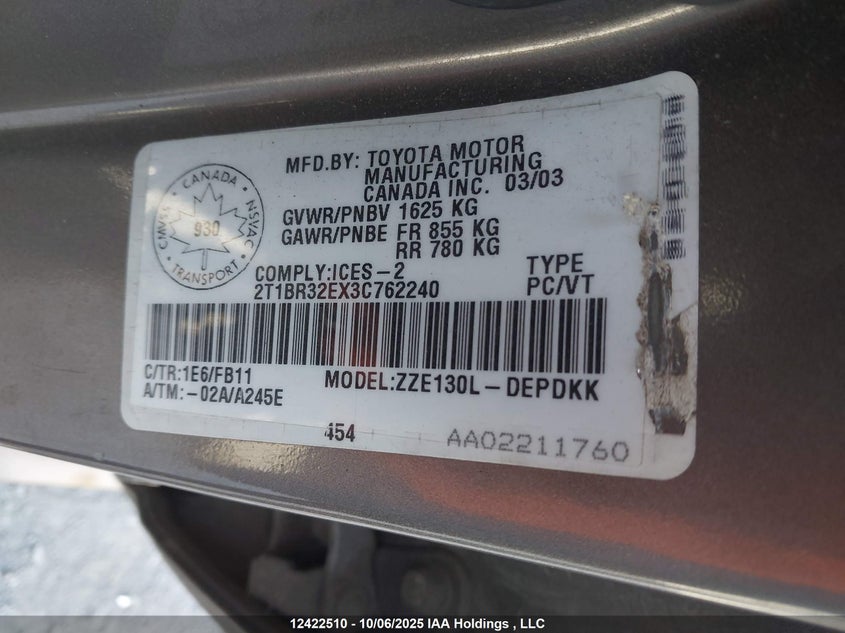 MFD.BY: TOYOTA MOTOR
MANUFACTURING
CANADA INC. 03/03
CANADA
CMVSS
930
NSVAC
TRANSPORT
GVWR/PNBV 1625 KG
GAWR/PNBE FR 855 KG
RR 780 KG
COMPLY:ICES-2
TYPE
2T1BR32EX3C762240
PC/VT
C/TR:1E6/FB11
MODEL:ZZE130L-DEPDKK
A/TM:-02A/A245E
454
AA02211760
12422510 - 10/06/2025 IAA Holdings , LLC